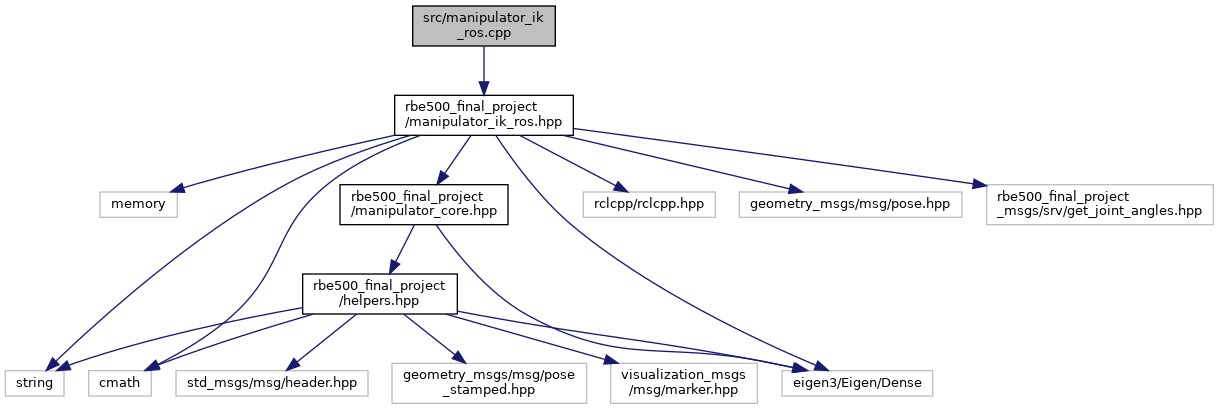 src/manipulator_ik
_ros.cpp
rbe500_final_project
/manipulator_ik_ros.hpp
memory
rbe500_final_project
/manipulator_core.hpp
rclcpp/rclcpp.hpp
geometry_msgs/msg/pose.hpp
rbe500_final_project
_msgs/srv/get_joint_angles.hpp
rbe500_final_project
/helpers.hpp
string
cmath
std_msgs/msg/header.hpp
geometry_msgs/msg/pose
_stamped.hpp
visualization_msgs
/msg/marker.hpp
eigen3/Eigen/Dense